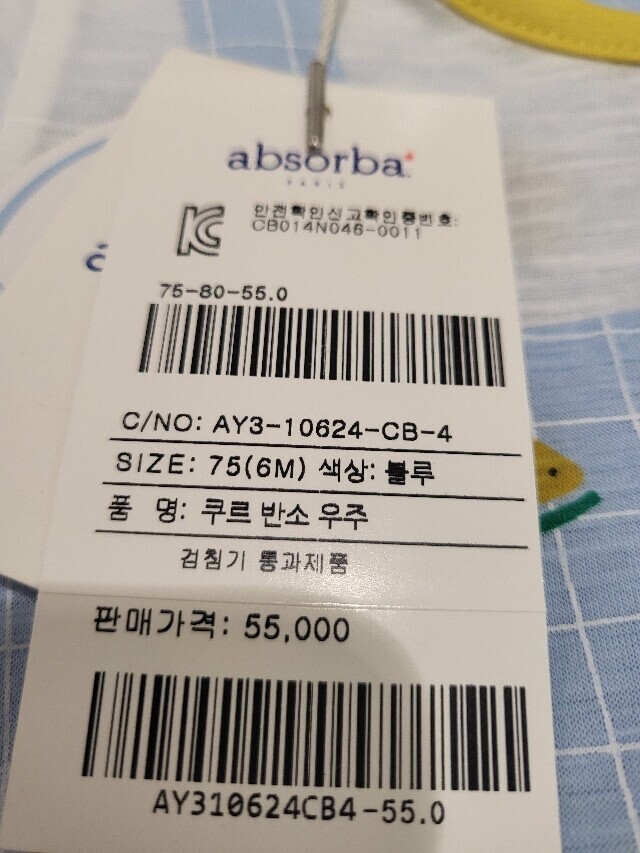 absorba
PARIS
안전확인신고확인증번호:
CB014N046-0011
75-80-55.0
C/NO: AY3-10624-CB-4
SIZE: 75(6M) 색상: 블루
품 명: 쿠르 반소 우주
검침기 통과제품
판매가격: 55,000
AY310624CB4-55.0